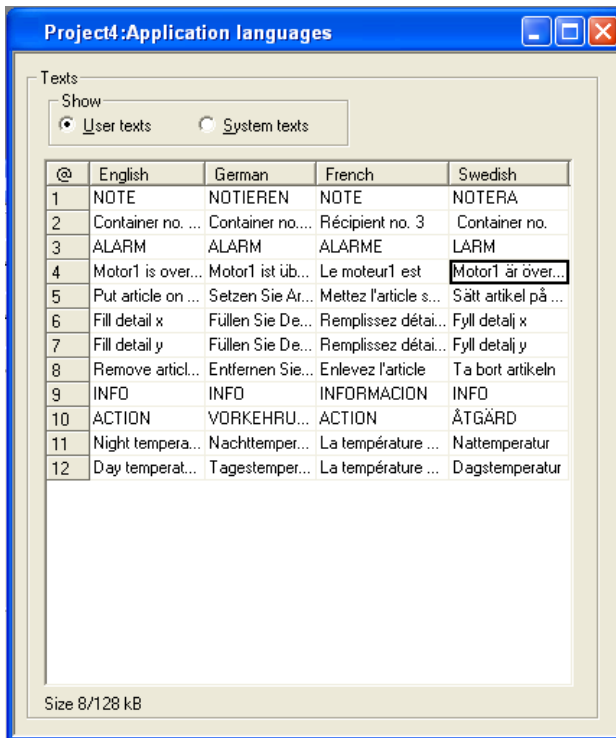 Project4:Application languages
Texts
Show
User texts System texts
@ English German French Swedish
1 NOTE NOTIEREN NOTE NOTERA
2 Container no. ... Container no.... Récipient no. 3 Container no.
3 ALARM ALARM ALARME LARM
4 Motor1 is over... Motor1 ist üb... Le moteur1 est Motor1 är över...
5 Put article on ... Setzen Sie Ar... Mettez l'article s... Sätt artikel på ...
6 Fill detail x Füllen Sie De... Remplissez détai... Fyll detalj x
7 Fill detail y Füllen Sie De... Remplissez détai... Fyll detalj y
8 Remove articl... Entfernen Sie... Enlevez l'article Ta bort artikeln
9 INFO INFO INFORMACION INFO
10 ACTION VORKEHRU... ACTION ÅTGÄRD
11 Night tempera... Nachttemper... La température ... Nattemperatur
12 Day temperat... Tagestemper... La température ... Dagstemperatur
Size 8/128 kB